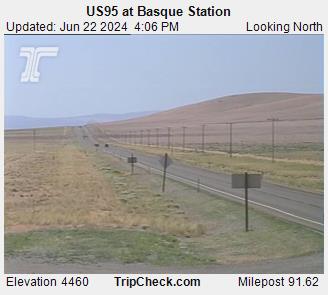 US95 at Basque Station
Updated: Jun 22 2024 4:06 PM Looking North
Elevation 4460 TripCheck.com Milepost 91.62